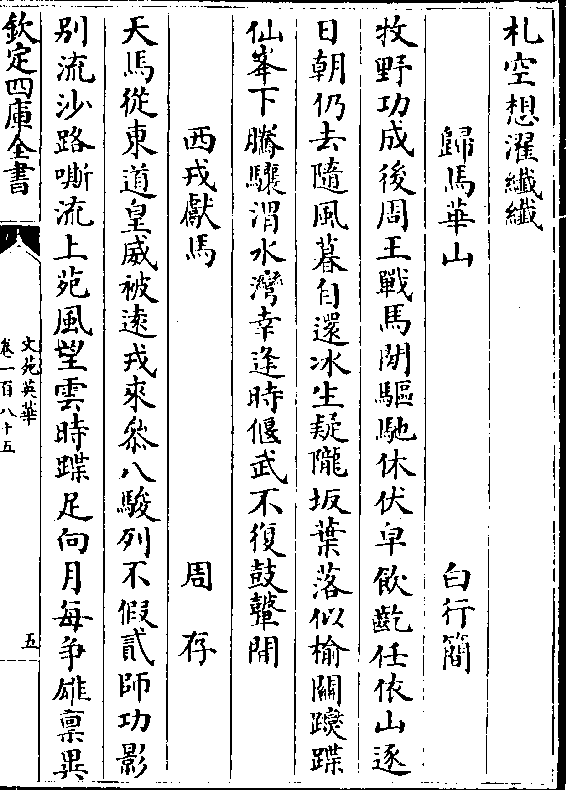 札空想濯纖纖
歸馬華山　白行簡
牧野功成後周王戰馬閑驅馳休伏皁飲齕任依山逐
日朝仍去隨風暮自還冰生疑隴坂葉落似榆關躞蹀
仙峯下騰驤渭水灣幸逢時偃武不復鼓鼙閒
西戎獻馬　周存
天馬從東道皇威被逺戎來叅八駿列不假貳師功影
别流沙路嘶流上苑風望雲時蹀足向月毎爭雄禀異
欽定四庫全書
文苑英華
卷一百八十五
五